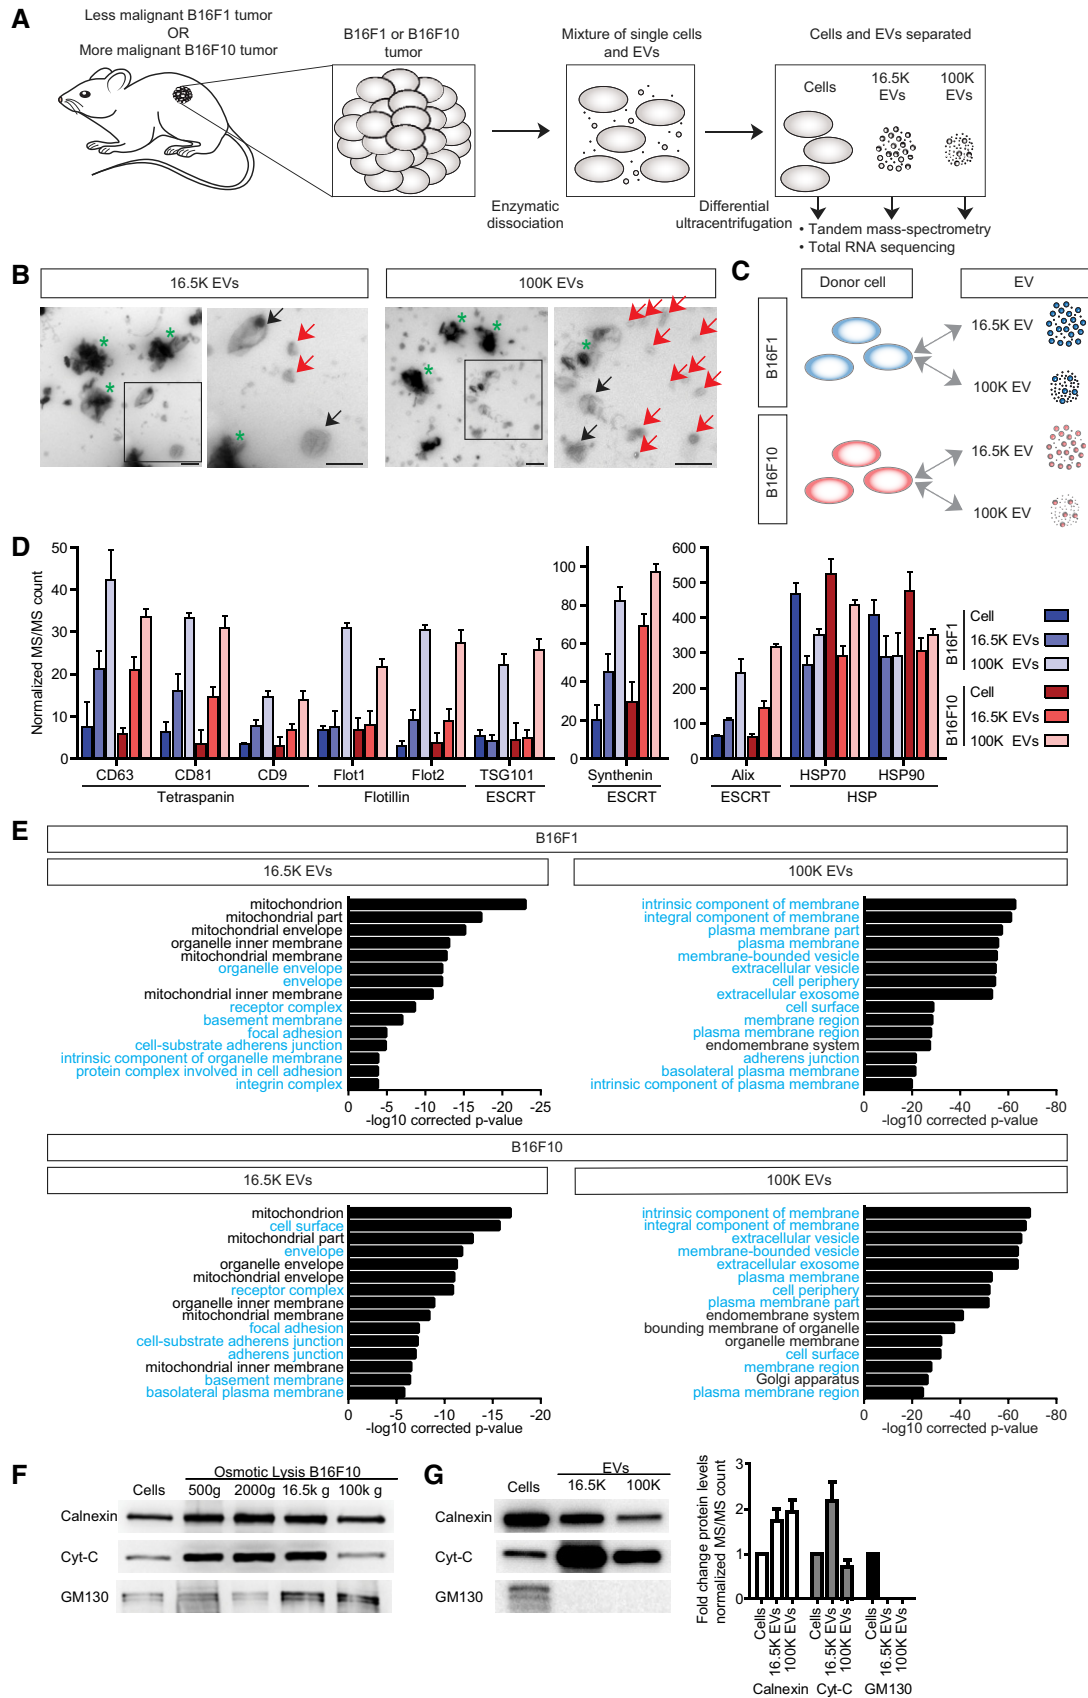 A
Less malignant B16F1 tumor
OR
More malignant B16F10 tumor
B16F1 or B16F10
tumor
Mixture of single cells
and EVs
Cells and EVs separated
Cells
16.5K
EVs
100K
EVs
Enzymatic
dissociation
Differential
ultracentrifugation
• Tandem mass-spectrometry
• Total RNA sequencing
B
16.5K EVs
100K EVs
* * * *
* * * *
C
Donor cell
EV
B16F1
16.5K EV
100K EV
B16F10
16.5K EV
100K EV
D
Normalized MS/MS count
50
40
30
20
10
0
CD63 CD81 CD9 Flot1 Flot2 TSG101
Tetraspanin Flotillin ESCRT
100
80
60
40
20
0
Synthenin
ESCRT
600
500
400
300
200
100
0
Alix HSP70 HSP90
ESCRT HSP
B16F1
Cell
16.5K EVs
100K EVs
B16F10
Cell
16.5K EVs
100K EVs
E
B16F1
16.5K EVs
mitochondrion
mitochondrial part
mitochondrial envelope
organelle inner membrane
mitochondrial membrane
organelle envelope
envelope
mitochondrial inner membrane
receptor complex
basement membrane
focal adhesion
cell-substrate adherens junction
intrinsic component of organelle membrane
protein complex involved in cell adhesion
integrin complex
0 -5 -10 -15 -20 -25
-log10 corrected p-value
100K EVs
intrinsic component of membrane
integral component of membrane
plasma membrane part
plasma membrane
membrane-bounded vesicle
extracellular vesicle
cell periphery
extracellular exosome
cell surface
membrane region
plasma membrane region
endomembrane system
adherens junction
basolateral plasma membrane
intrinsic component of plasma membrane
0 -20 -40 -60 -80
-log10 corrected p-value
B16F10
16.5K EVs
mitochondrion
cell surface
mitochondrial part
envelope
organelle envelope
mitochondrial envelope
receptor complex
organelle inner membrane
mitochondrial membrane
focal adhesion
cell-substrate adherens junction
adherens junction
mitochondrial inner membrane
basement membrane
basolateral plasma membrane
0 -5 -10 -15 -20
-log10 corrected p-value
100K EVs
intrinsic component of membrane
integral component of membrane
extracellular vesicle
membrane-bounded vesicle
extracellular exosome
plasma membrane
cell periphery
plasma membrane part
endomembrane system
bounding membrane of organelle
organelle membrane
cell surface
membrane region
Golgi apparatus
plasma membrane region
0 -20 -40 -60 -80
-log10 corrected p-value
F
Osmotic Lysis B16F10
Cells 500g 2000g 16.5k g 100k g
Calnexin
Cyt-C
GM130
G
EVs
Cells 16.5K 100K
Calnexin
Cyt-C
GM130
Fold change protein levels
normalized MS/MS count
3
2
1
0
Cells
16.5K EVs
100K EVs
Cells
16.5K EVs
100K EVs
Cells
16.5K EVs
100K EVs
Calnexin Cyt-C GM130